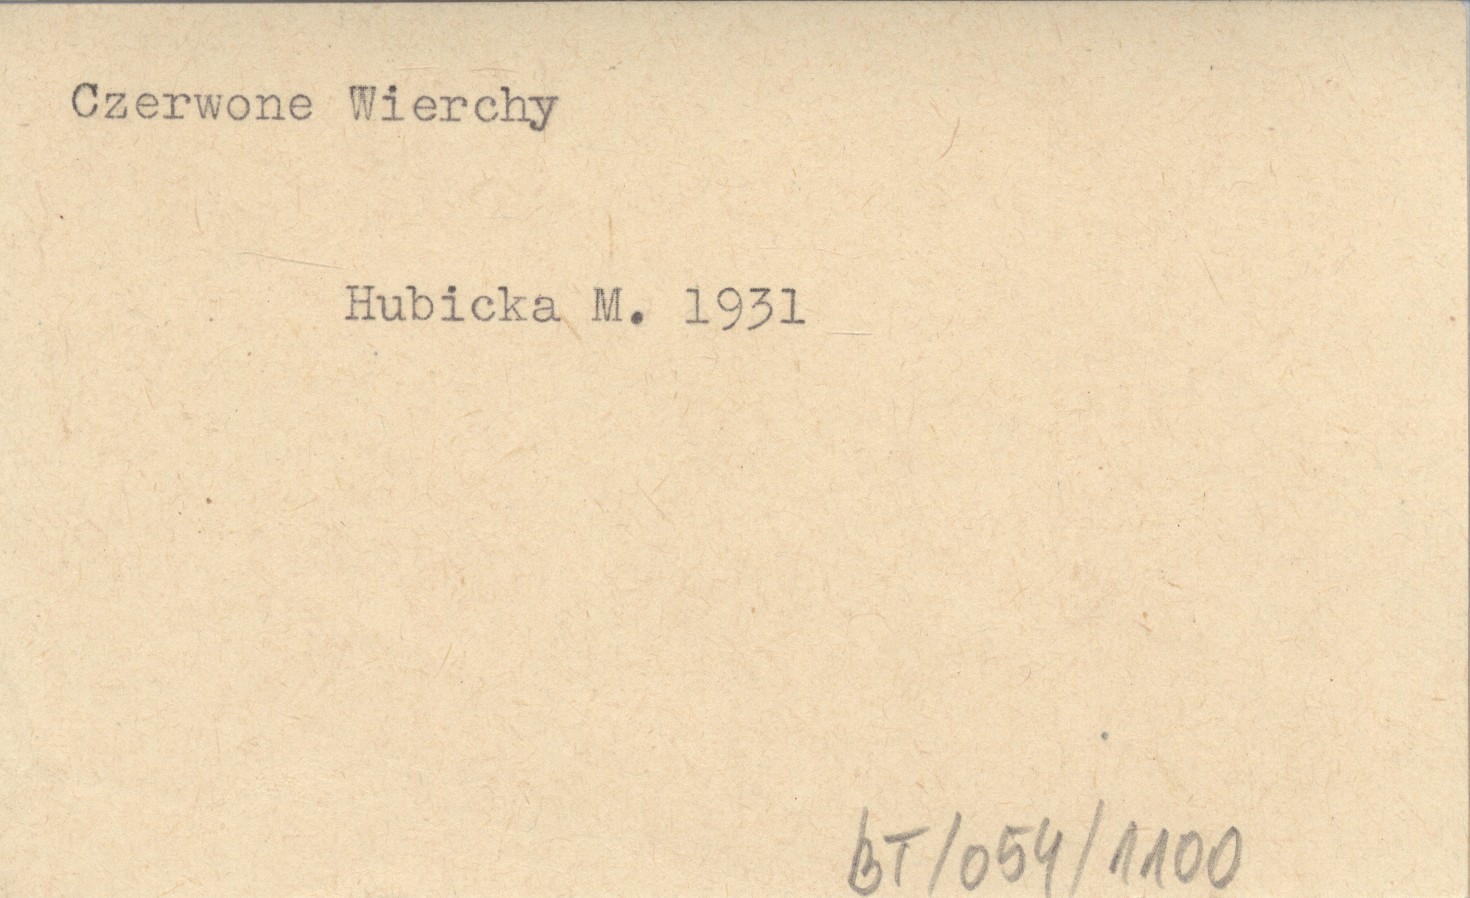 Czerwone Wierchy
Hubicka M. 1931
BT/054/1100